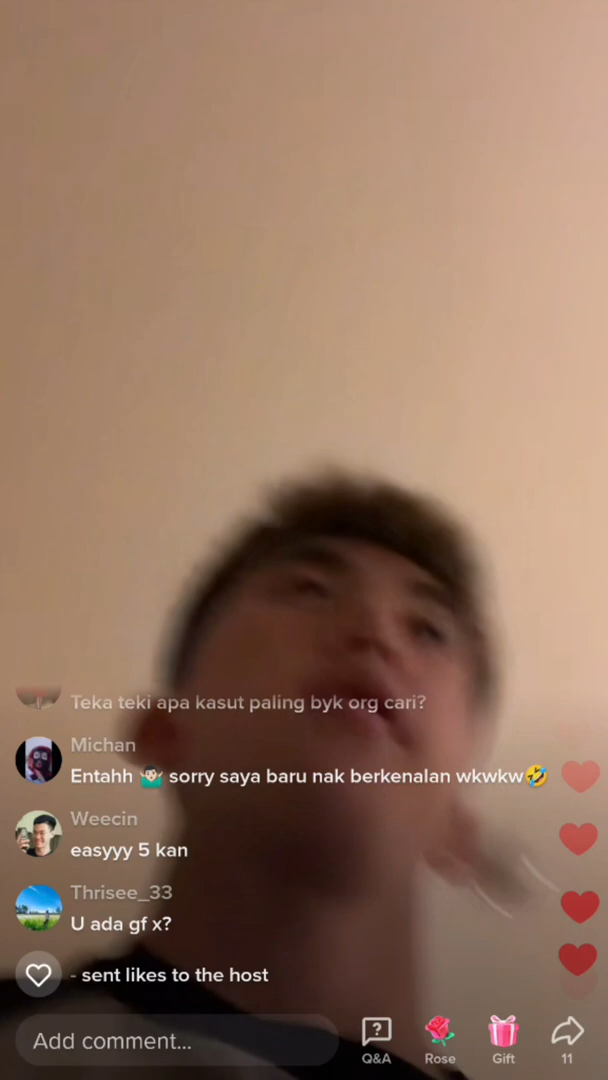 Teka teki apa kasut paling byk org cari?
Michan
Entahh 🤷🏻‍♂️ sorry saya baru nak berkenalan wkwkw🤣
Weecin
easyyy 5 kan
Thrisee_33
U ada gf x?
- sent likes to the host
Add comment...
Q&A
Rose
Gift
11